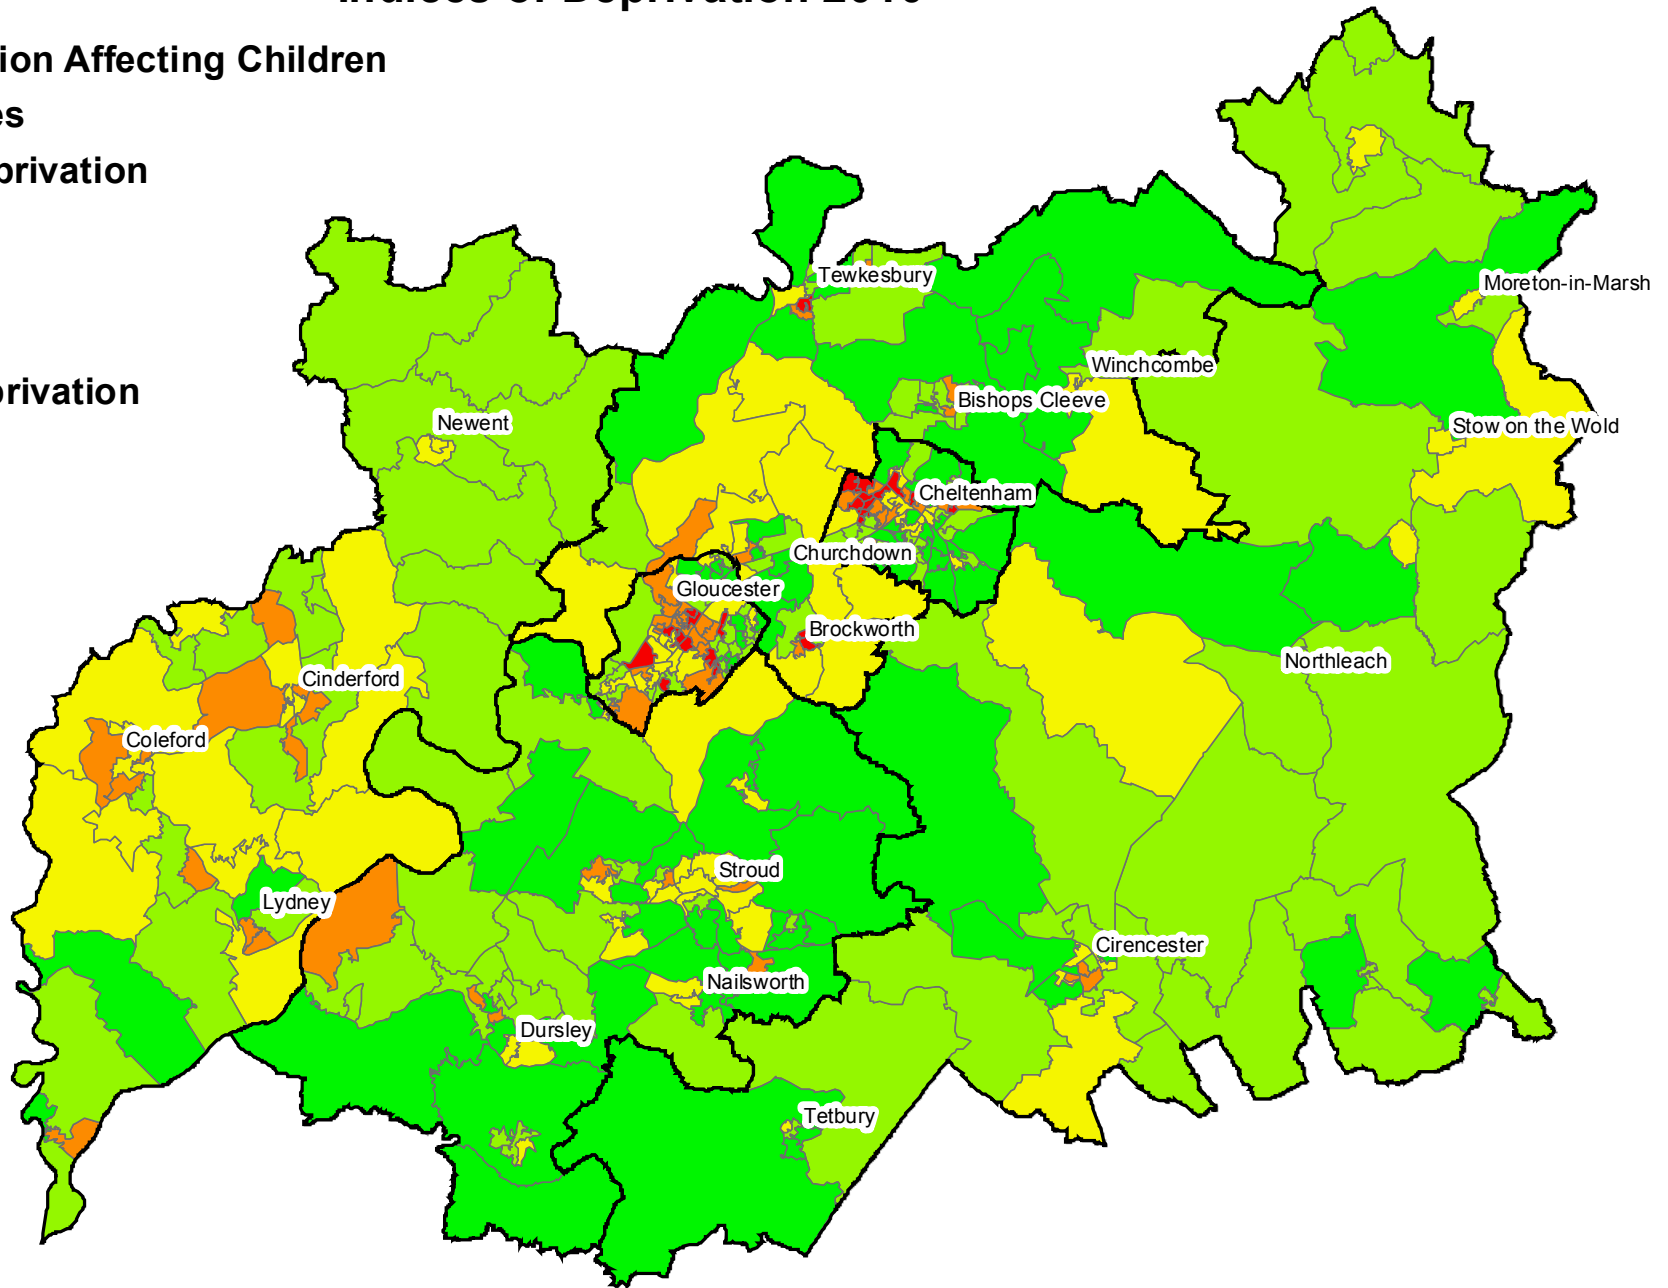 ion Affecting Children
es
privation
privation
Tewkesbury
Moreton-in-Marsh
Winchcombe
Bishops Cleeve
Newent
Stow on the Wold
Cheltenham
Churchdown
Gloucester
Brockworth
Northleach
Cinderford
Coleford
Stroud
Lydney
Cirencester
Nailsworth
Dursley
Tetbury